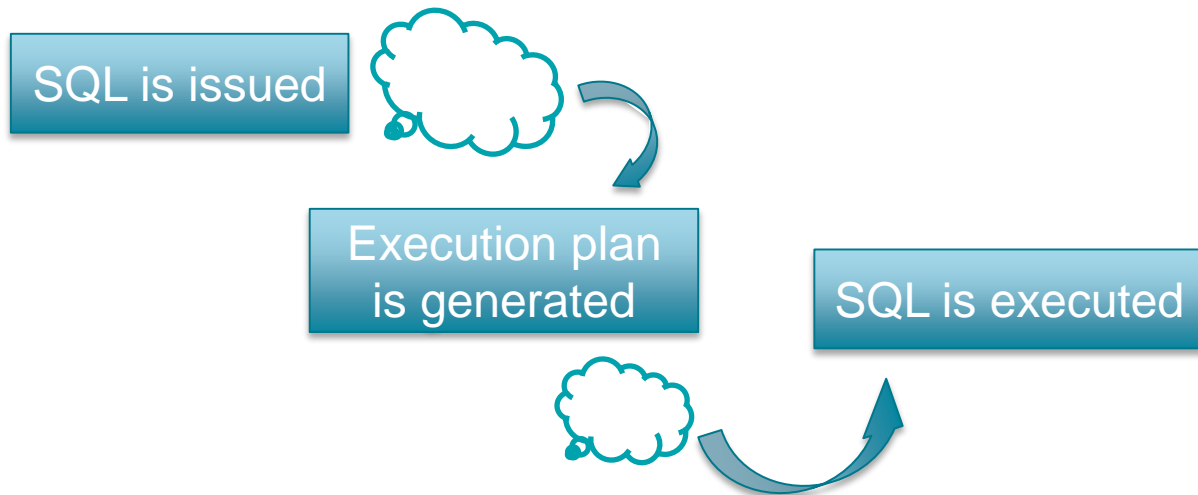 SQL is issued
Execution plan
is generated
SQL is executed